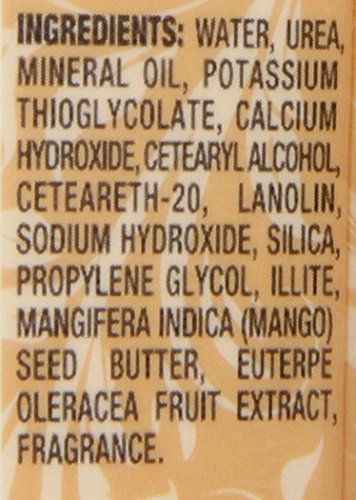 INGREDIENTS: WATER, UREA,
MINERAL OIL, POTASSIUM
THIOGLYCOLATE, CALCIUM
HYDROXIDE, CETEARYL ALCOHOL,
CETEARETH-20, LANOLIN,
SODIUM HYDROXIDE, SILICA,
PROPYLENE GLYCOL, ILLITE,
MANGIFERA INDICA (MANGO)
SEED BUTTER, EUTERPE
OLERACEA FRUIT EXTRACT,
FRAGRANCE.